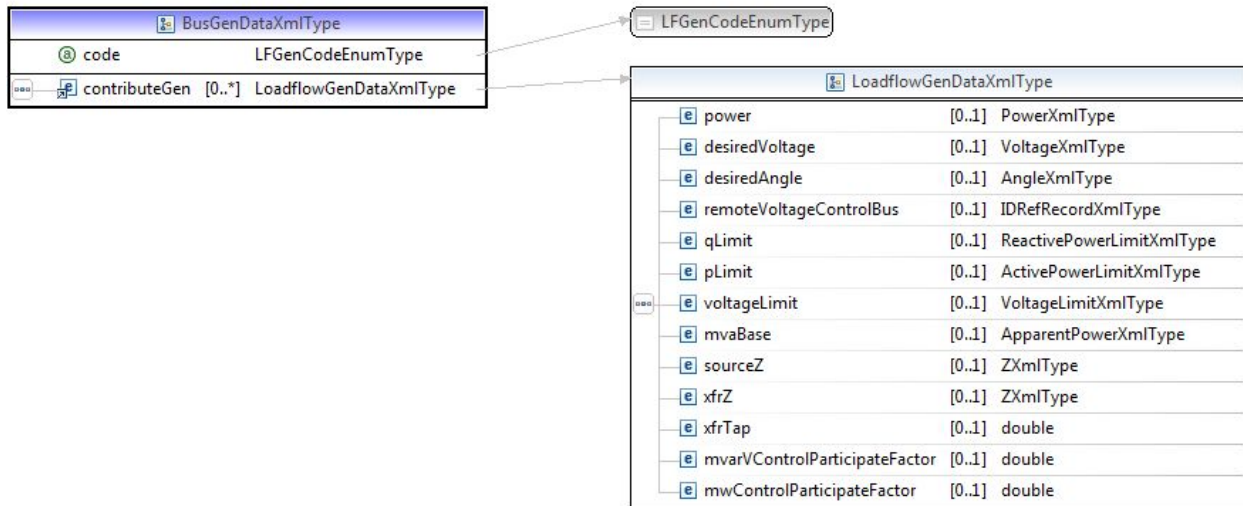 BusGenDataXmlType
a code LFGenCodeEnumType
e contributeGen [0..*] LoadflowGenDataXmlType
LFGenCodeEnumType
LoadflowGenDataXmlType
e power [0..1] PowerXmlType
e desiredVoltage [0..1] VoltageXmlType
e desiredAngle [0..1] AngleXmlType
e remoteVoltageControlBus [0..1] IDRefRecordXmlType
e qLimit [0..1] ReactivePowerLimitXmlType
e pLimit [0..1] ActivePowerLimitXmlType
e voltageLimit [0..1] VoltageLimitXmlType
e mvaBase [0..1] ApparentPowerXmlType
e sourceZ [0..1] ZXmlType
e xfrZ [0..1] ZXmlType
e xfrTap [0..1] double
e mvarVControlParticipateFactor [0..1] double
e mwControlParticipateFactor [0..1] double